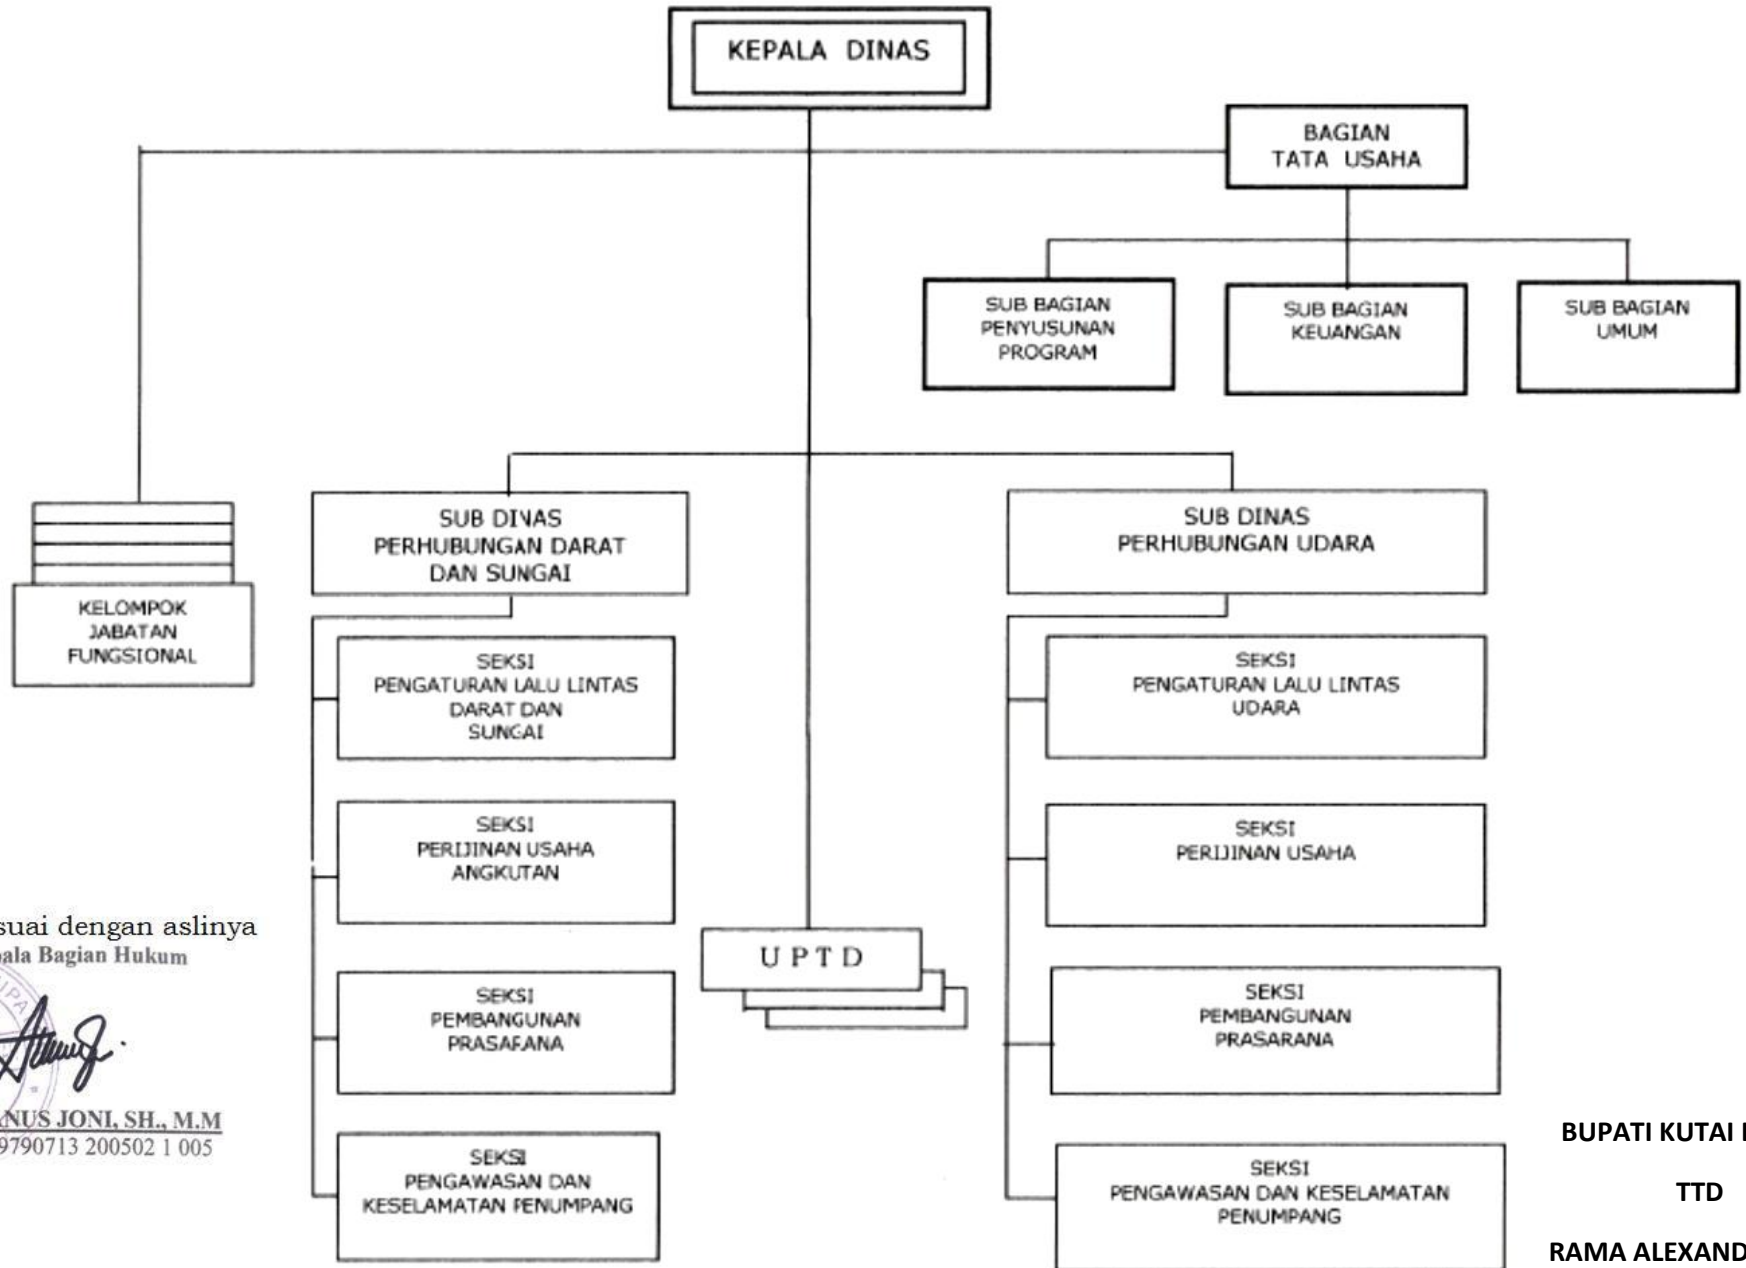 KEPALA DINAS
BAGIAN
TATA USAHA
SUB BAGIAN
PENYUSUNAN
PROGRAM
SUB BAGIAN
KEUANGAN
SUB BAGIAN
UMUM
KELOMPOK
JABATAN
FUNGSIONAL
SUB DINAS
PERHUBUNGAN DARAT
DAN SUNGAI
SEKSI
PENGATURAN LALU LINTAS
DARAT DAN
SUNGAI
SEKSI
PERIJINAN USAHA
ANGKUTAN
SEKSI
PEMBANGUNAN
PRASARANA
SEKSI
PENGAWASAN DAN
KESELAMATAN PENUMPANG
UPTD
SUB DINAS
PERHUBUNGAN UDARA
SEKSI
PENGATURAN LALU LINTAS
UDARA
SEKSI
PERIJINAN USAHA
SEKSI
PEMBANGUNAN
PRASARANA
SEKSI
PENGAWASAN DAN KESELAMATAN
PENUMPANG
suai dengan aslinya
pala Bagian Hukum
ANUS JONI, SH., M.M
9790713 200502 1 005
BUPATI KUTAI
TTD
RAMA ALEXAND